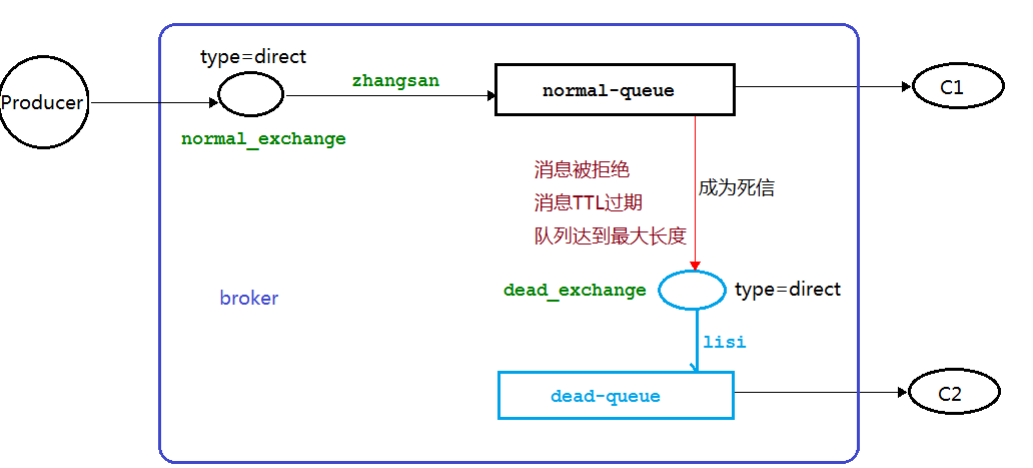 type=direct
Producer
zhangsan
normal-queue
C1
normal_exchange
消息被拒绝
成为死信
消息TTL过期
队列达到最大长度
broker
dead_exchange
type=direct
lisi
dead-queue
C2